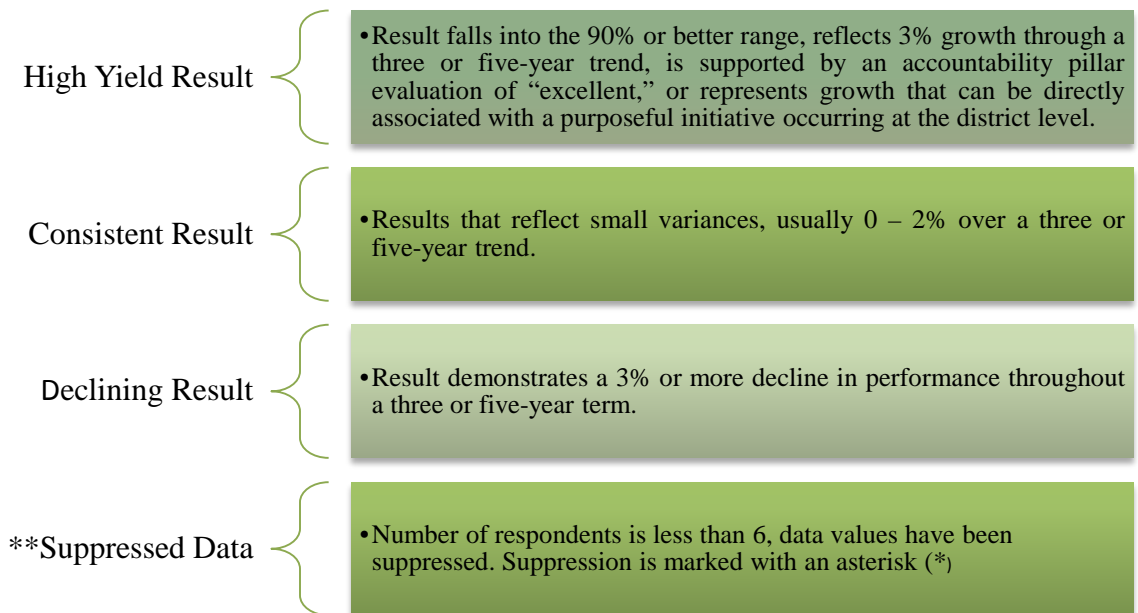 High Yield Result
•Result falls into the 90% or better range, reflects 3% growth through a
three or five-year trend, is supported by an accountability pillar
evaluation of “excellent,” or represents growth that can be directly
associated with a purposeful initiative occurring at the district level.
Consistent Result
•Results that reflect small variances, usually 0 – 2% over a three or
five-year trend.
Declining Result
•Result demonstrates a 3% or more decline in performance throughout
a three or five-year term.
**Suppressed Data
•Number of respondents is less than 6, data values have been
suppressed. Suppression is marked with an asterisk (*)